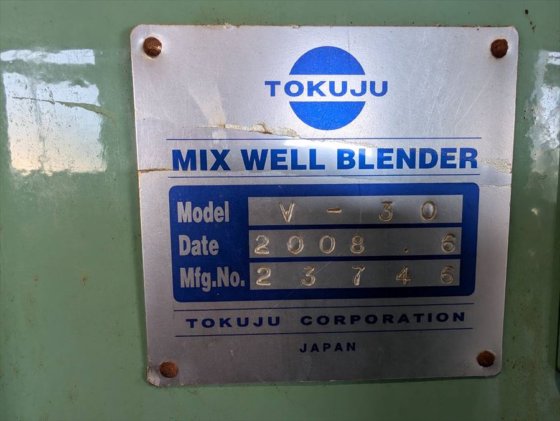 TOKUJU
MIX WELL BLENDER
Model V - 30
Date 2008 . 6
Mfg.No. 23746
TOKUJU CORPORATION
JAPAN